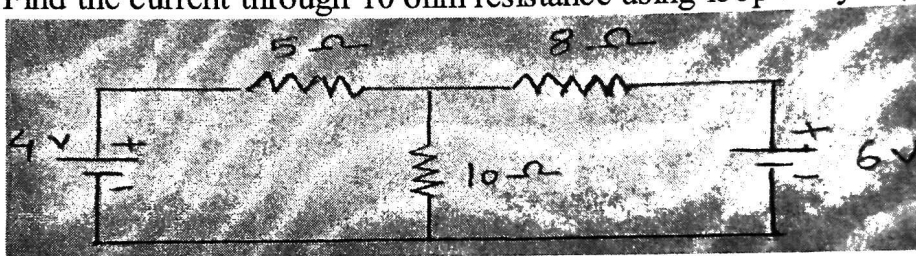 Find the current through 10 ohm resistance using loop
5 Ω
8 Ω
4 v
+
-
10 Ω
+
-
6 v